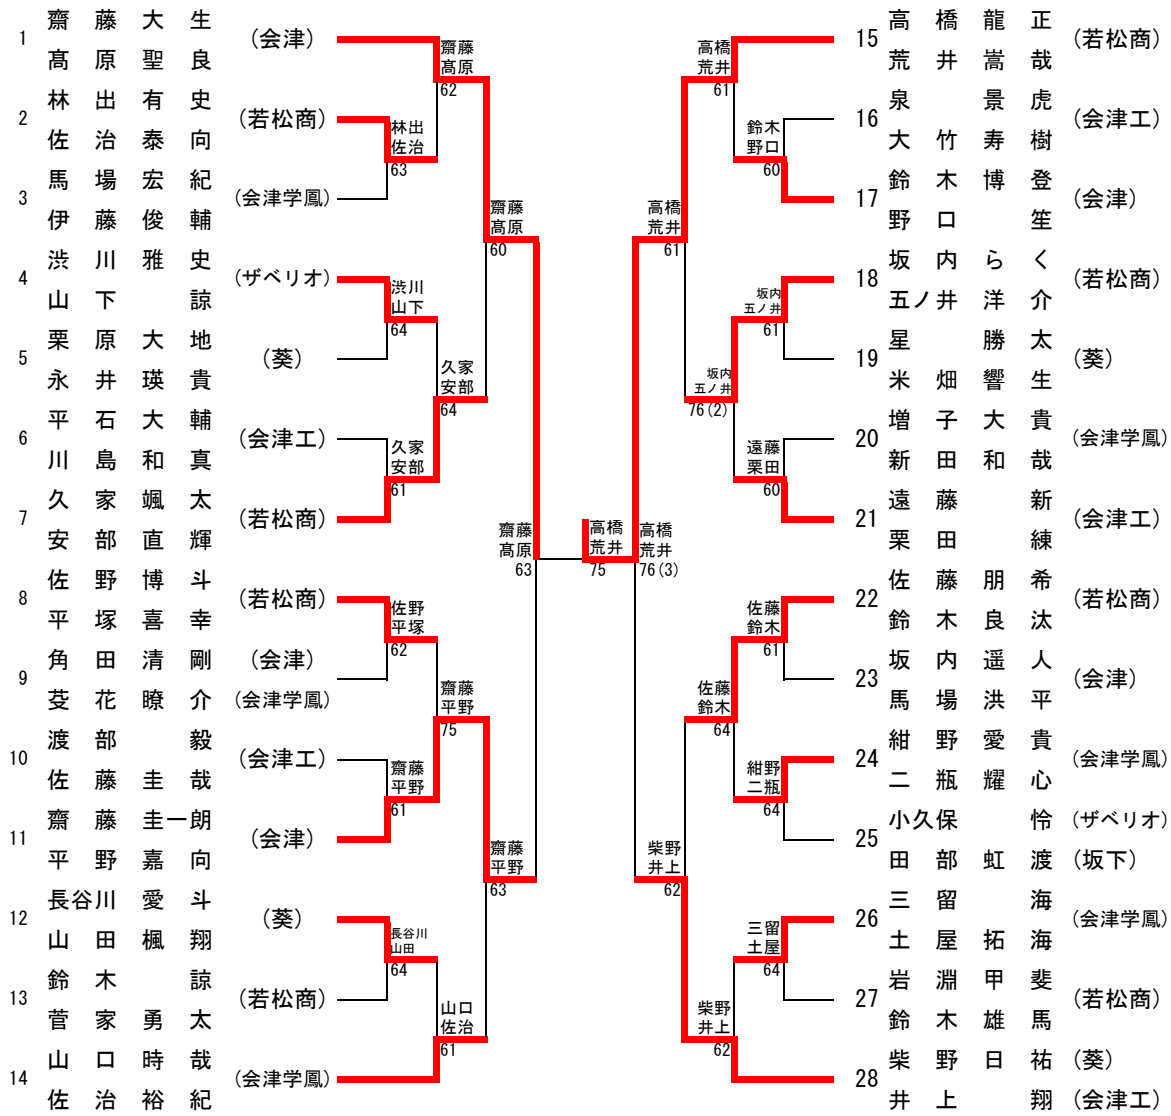 1 齋藤大生 (会津)
髙原聖良
2 林出有史 (若松商)
佐治泰向
3 馬場宏紀 (会津学鳳)
伊藤俊輔
4 渋川雅史 (ザベリオ)
山下諒
5 栗原大地 (葵)
永井瑛貴
6 平石大輔 (会津工)
川島和真
7 久家颯太 (若松商)
安部直輝
8 佐野博斗 (若松商)
平塚喜幸
9 角田清剛 (会津)
芟花瞭介 (会津学鳳)
10 渡部毅 (会津工)
佐藤圭哉
11 齋藤圭一朗 (会津)
平野嘉向
12 長谷川愛斗 (葵)
山田楓翔
13 鈴木諒 (若松商)
菅家勇太
14 山口時哉 (会津学鳳)
佐治裕紀
齋藤
髙原
62
林出
佐治
63
齋藤
髙原
60
渋川
山下
64
久家
安部
64
久家
安部
61
齋藤
髙原
63
佐野
平塚
62
齋藤
平野
75
齋藤
平野
61
齋藤
平野
63
長谷川
山田
64
山口
佐治
61
高橋
荒井
75
高橋
荒井
76(3)
高橋
荒井
61
鈴木
野口
60
高橋
荒井
61
坂内
五ノ井
61
坂内
五ノ井
76(2)
遠藤
栗田
60
佐藤
鈴木
61
佐藤
鈴木
64
紺野
二瓶
64
柴野
井上
62
三留
土屋
64
柴野
井上
62
15 高橋龍正 (若松商)
荒井嵩哉
16 泉景虎 (会津工)
大竹寿樹
17 鈴木博登 (会津)
野口笙
18 坂内らく (若松商)
五ノ井洋介
19 星勝太 (葵)
米畑響生
20 増子大貴 (会津学鳳)
新田和哉
21 遠藤新 (会津工)
栗田練
22 佐藤朋希 (若松商)
鈴木良汰
23 坂内遥人 (会津)
馬場洪平
24 紺野愛貴 (会津学鳳)
二瓶耀心
25 小久保怜 (ザベリオ)
田部虹渡 (坂下)
26 三留海 (会津学鳳)
土屋拓海
27 岩淵甲斐 (若松商)
鈴木雄馬
28 柴野日祐 (葵)
井上翔 (会津工)